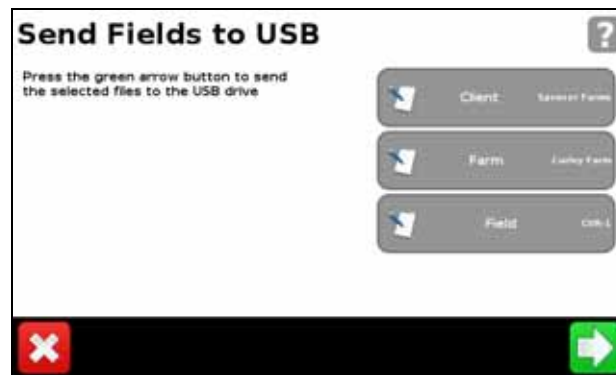 Send Fields to USB
?
Press the green arrow button to send
the selected files to the USB drive
Client
Farm
Farm
Field